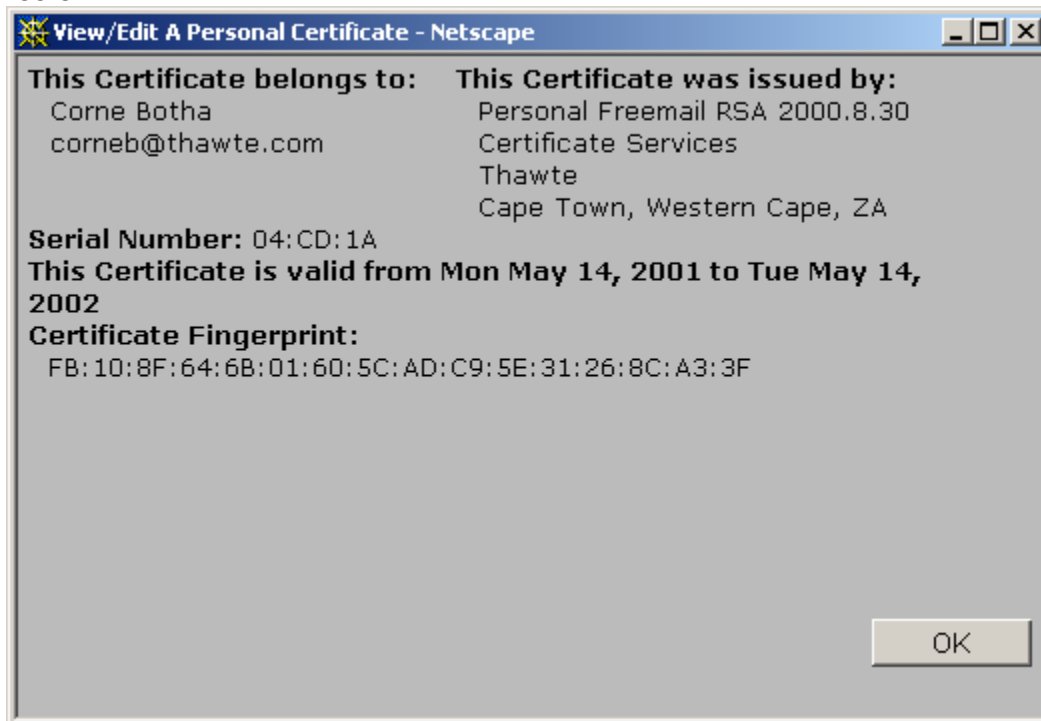 View/Edit A Personal Certificate - Netscape
This Certificate belongs to:
Corne Botha
corneb@thawte.com
This Certificate was issued by:
Personal Freemail RSA 2000.8.30
Certificate Services
Thawte
Cape Town, Western Cape, ZA
Serial Number: 04:CD:1A
This Certificate is valid from Mon May 14, 2001 to Tue May 14,
2002
Certificate Fingerprint:
FB:10:8F:64:6B:01:60:5C:AD:C9:5E:31:26:8C:A3:3F
OK